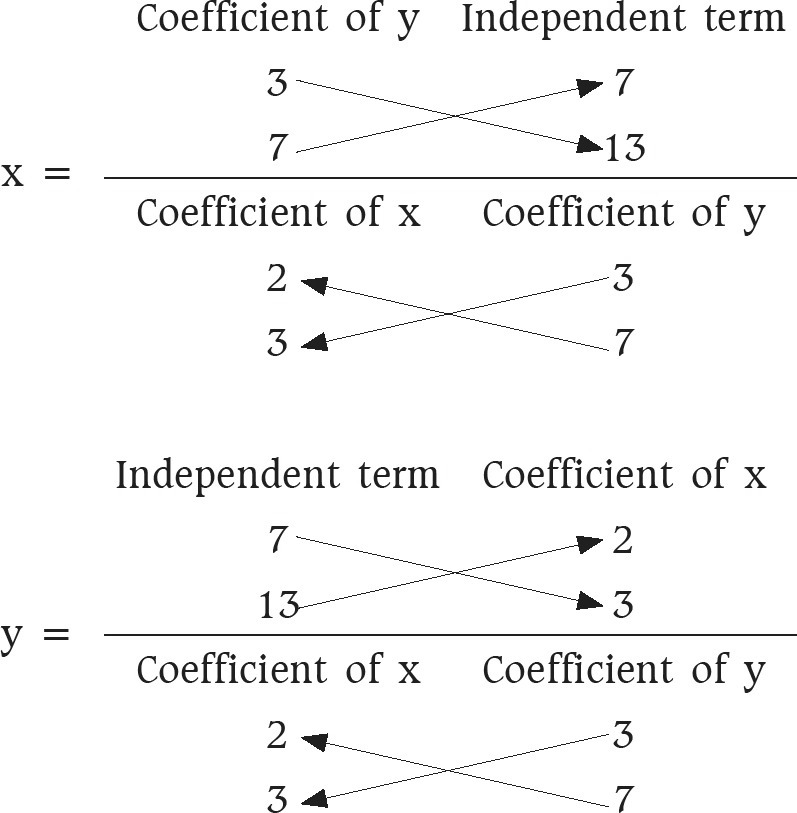 Coefficient of y Independent term
3 7
7 13
x =
Coefficient of x Coefficient of y
2 3
3 7
Independent term Coefficient of x
7 2
13 3
y =
Coefficient of x Coefficient of y
2 3
3 7